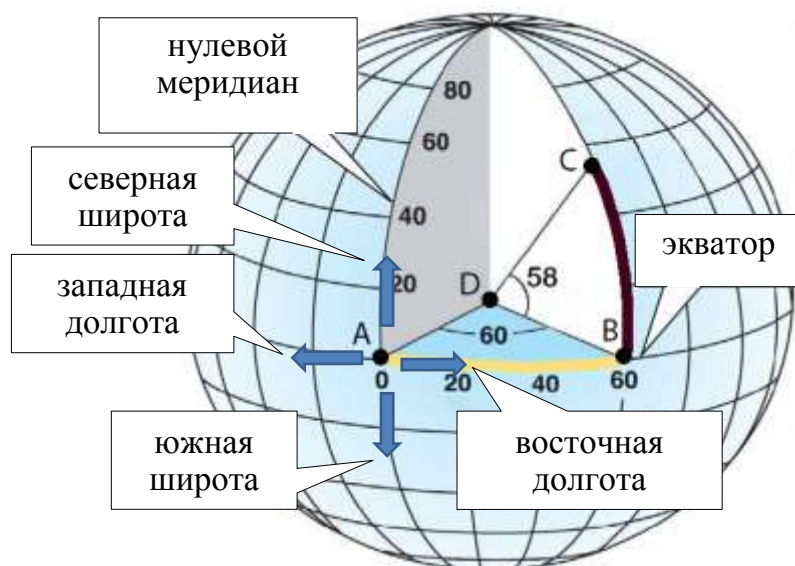 нулевой
меридиан
80
60
северная
широта
C
40
экватор
западная
долгота
20
D
58
A
60
B
0
20
40
60
южная
широта
восточная
долгота